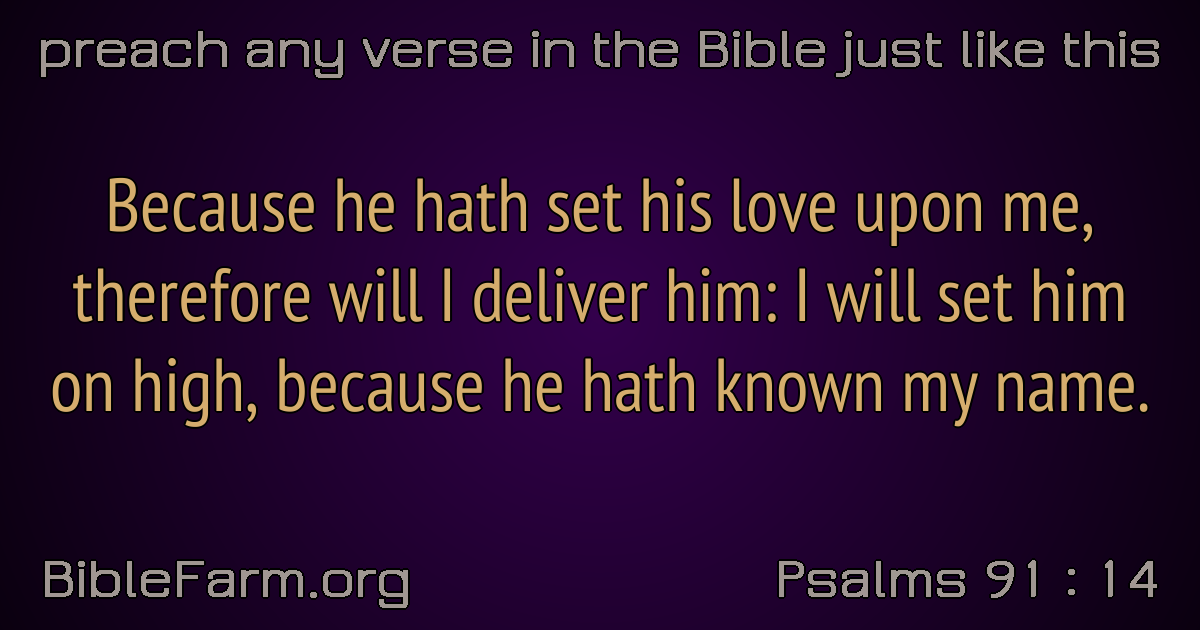 preach any verse in the Bible just like this
Because he hath set his love upon me,
therefore will I deliver him: I will set him
on high, because he hath known my name.
BibleFarm.org
Psalms 91 : 14